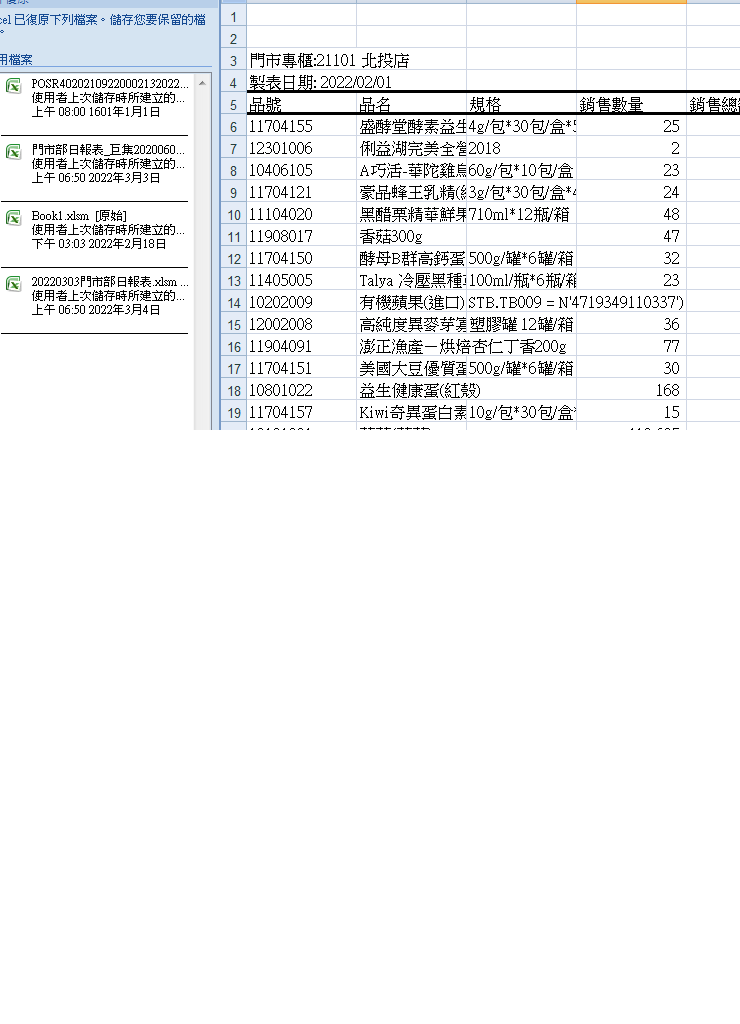 cel 已復原下列檔案。儲存您要保留的檔
。
用檔案
POSR40202109220002132022...
使用者上次儲存時所建立的...
上午 08:00 1601年1月1日
門市部日報表_巨集2020060...
使用者上次儲存時所建立的...
上午 06:50 2022年3月3日
Book1.xlsm [原始]
使用者上次儲存時所建立的...
下午 03:03 2022年2月18日
20220303門市部日報表.xlsm ...
使用者上次儲存時所建立的...
上午 06:50 2022年3月4日
1
2
3 門市專櫃:21101 北投店
4 製表日期: 2022/02/01
5 品號 品名 規格 銷售數量 銷售總
6 11704155 盛酵堂酵素益生 4g/包*30包/盒* 25
7 12301006 俐益湖完美全營 2018 2
8 10406105 A巧活-華陀雞 60g/包*10包/盒 23
9 11704121 豪品蜂王乳精( 3g/包*30包/盒* 24
10 11104020 黑醋栗精華鮮果 710ml*12瓶/箱 48
11 11908017 香菇300g 47
12 11704150 酵母B群高鈣蛋 500g/罐*6罐/箱 32
13 11405005 Talya 冷壓黑種 100ml/瓶*6瓶/箱 23
14 10202009 有機蘋果(進口) STB.TB009 = N'4719349110337')
15 12002008 高純度異麥芽寡 塑膠罐 12罐/箱 36
16 11904091 澎正漁產－烘焙杏仁丁香200g 77
17 11704151 美國大豆優質蛋 500g/罐*6罐/箱 30
18 10801022 益生健康蛋(紅殼) 168
19 11704157 Kiwi奇異蛋白素 10g/包*30包/盒* 15